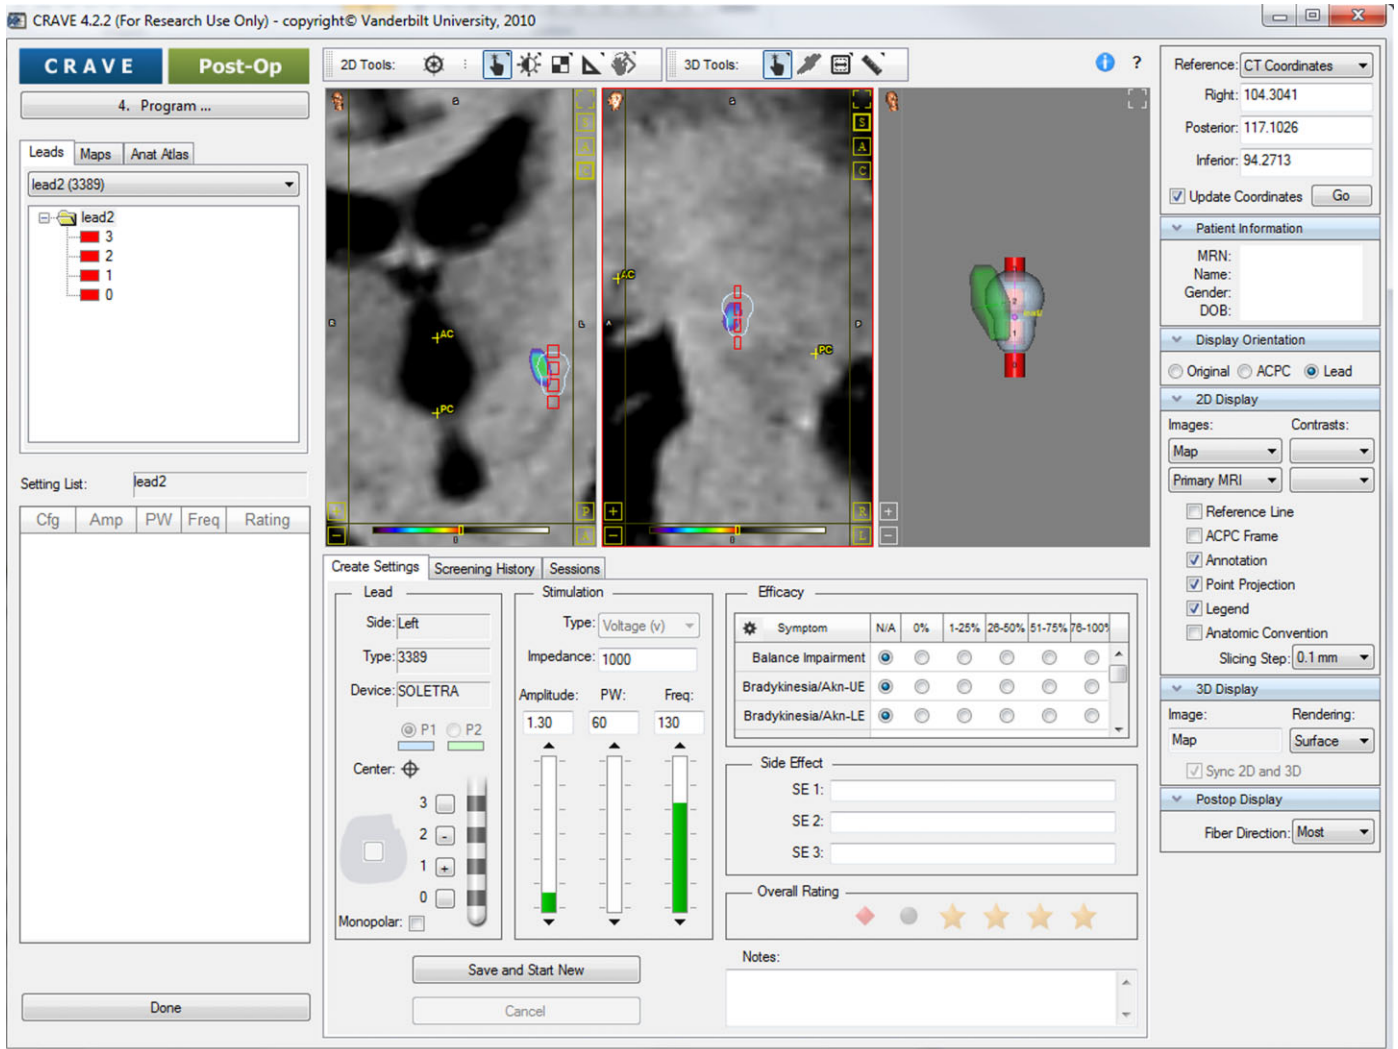 CRAVE 4.2.2 (For Research Use Only) - copyright© Vanderbilt University, 2010
CRAVE Post-Op
4. Program ...
Leads Maps Anat Atlas
lead2 (3389)
lead2
3
2
1
0
Setting List: lead2
Cfg Amp PW Freq Rating
Done
2D Tools: 3D Tools: ?
S
A
C
AC
PC
R
L
P
0
S
A
C
AC
PC
A
P
R
L
0
2
1
Create Settings Screening History Sessions
Lead
Side: Left
Type: 3389
Device: SOLETRA
P1 P2
Center:
3
2 -
1 +
0
Monopolar:
Stimulation
Type: Voltage (v)
Impedance: 1000
Amplitude: PW: Freq:
1.30 60 130
Save and Start New
Cancel
Efficacy
Symptom N/A 0% 1-25% 26-50% 51-75% 76-100%
Balance Impairment
Bradykinesia/Akn-UE
Bradykinesia/Akn-LE
Side Effect
SE 1:
SE 2:
SE 3:
Overall Rating
Notes:
Reference: CT Coordinates
Right: 104.3041
Posterior: 117.1026
Inferior: 94.2713
Update Coordinates Go
Patient Information
MRN:
Name:
Gender:
DOB:
Display Orientation
Original ACPC Lead
2D Display
Images: Contrasts:
Map
Primary MRI
Reference Line
ACPC Frame
Annotation
Point Projection
Legend
Anatomic Convention
Slicing Step: 0.1 mm
3D Display
Image: Rendering:
Map Surface
Sync 2D and 3D
Postop Display
Fiber Direction: Most